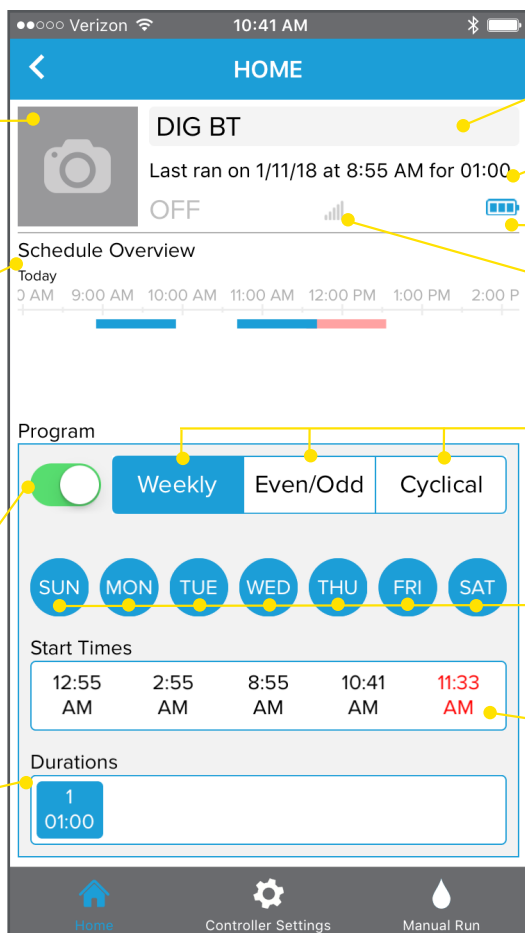 Verizon 10:41 AM
HOME
DIG BT
Last ran on 1/11/18 at 8:55 AM for 01:00
OFF
Schedule Overview
Today
0 AM 9:00 AM 10:00 AM 11:00 AM 12:00 PM 1:00 PM 2:00 P
Program
Weekly Even/Odd Cyclical
SUN MON TUE WED THU FRI SAT
Start Times
12:55 2:55 8:55 10:41 11:33
AM AM AM AM AM
Durations
1
01:00
Home Controller Settings Manual Run